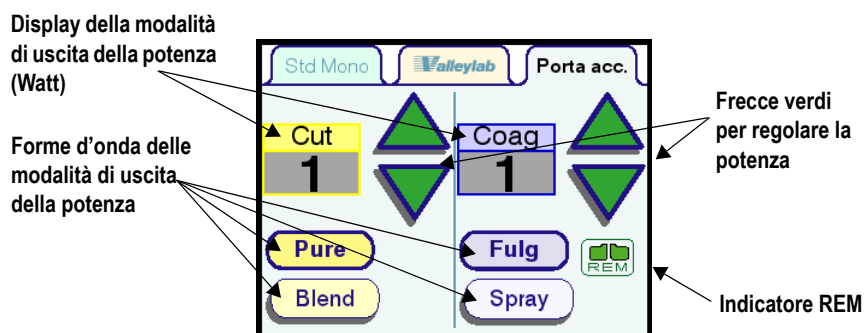 Display della modalità
di uscita della potenza
(Watt)
Forme d'onda delle
modalità di uscita
della potenza
Std Mono
Valleylab
Porta acc.
Cut
1
Coag
1
Pure
Blend
Fulg
Spray
REM
Frecce verdi
per regolare la
potenza
Indicatore REM